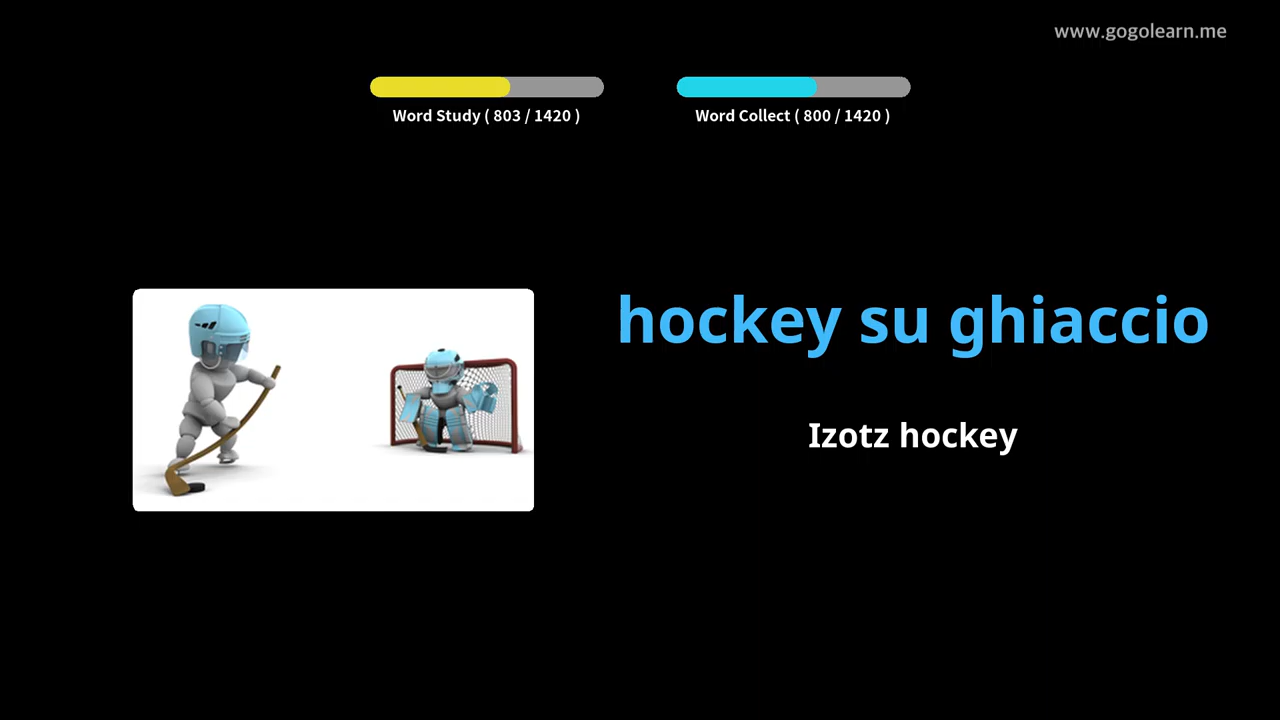 www.gogolearn.me
Word Study ( 803 / 1420 )
Word Collect ( 800 / 1420 )
hockey su ghiaccio
Izotz hockey